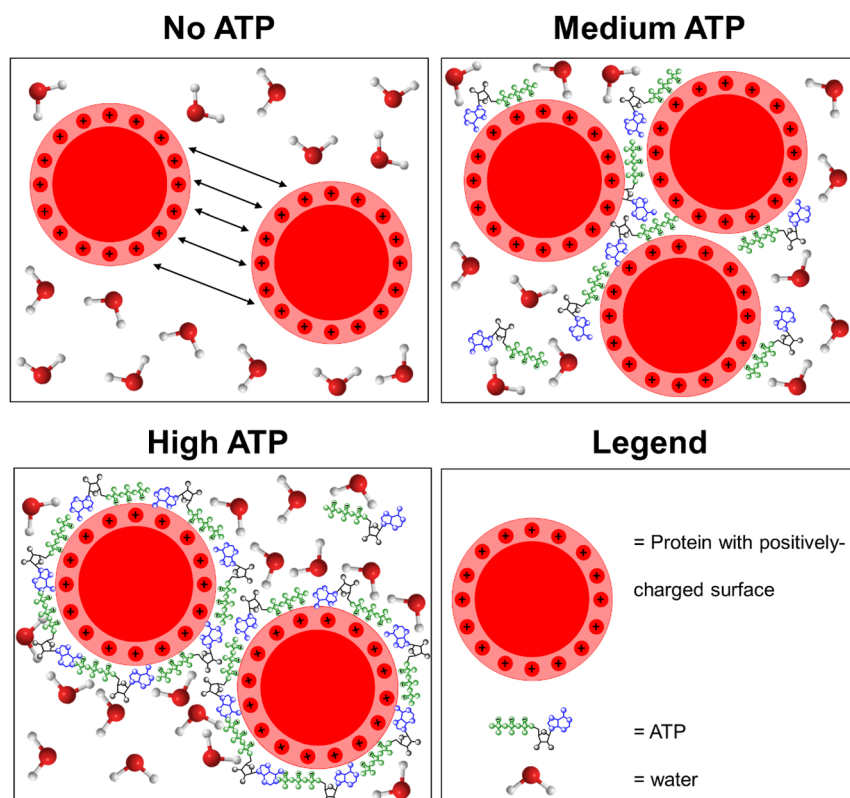 No ATP
Medium ATP
High ATP
Legend
= Protein with positively-
charged surface
= ATP
= water